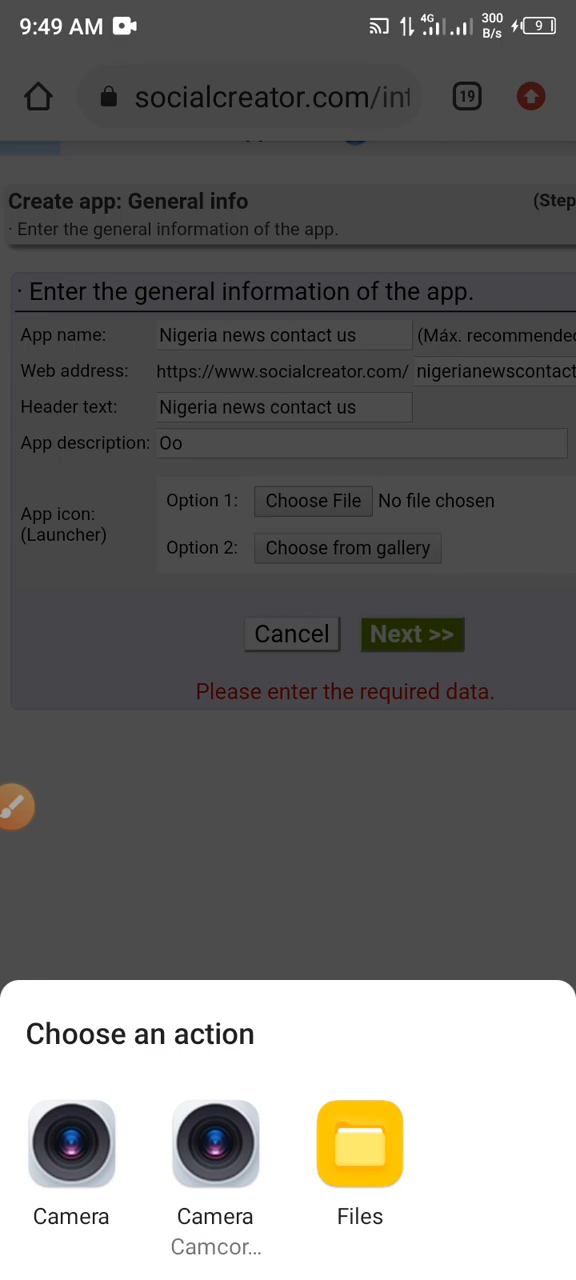 9:49 AM 4G 300 B/s 9
socialcreator.com/int 19
Create app: General info (Step
· Enter the general information of the app.
· Enter the general information of the app.
App name: Nigeria news contact us (Máx. recommended
Web address: https://www.socialcreator.com/ nigerianewscontact
Header text: Nigeria news contact us
App description: Oo
App icon: (Launcher)
Option 1: Choose File No file chosen
Option 2: Choose from gallery
Cancel Next >>
Please enter the required data.
Choose an action
Camera Camera Files
Camcor...